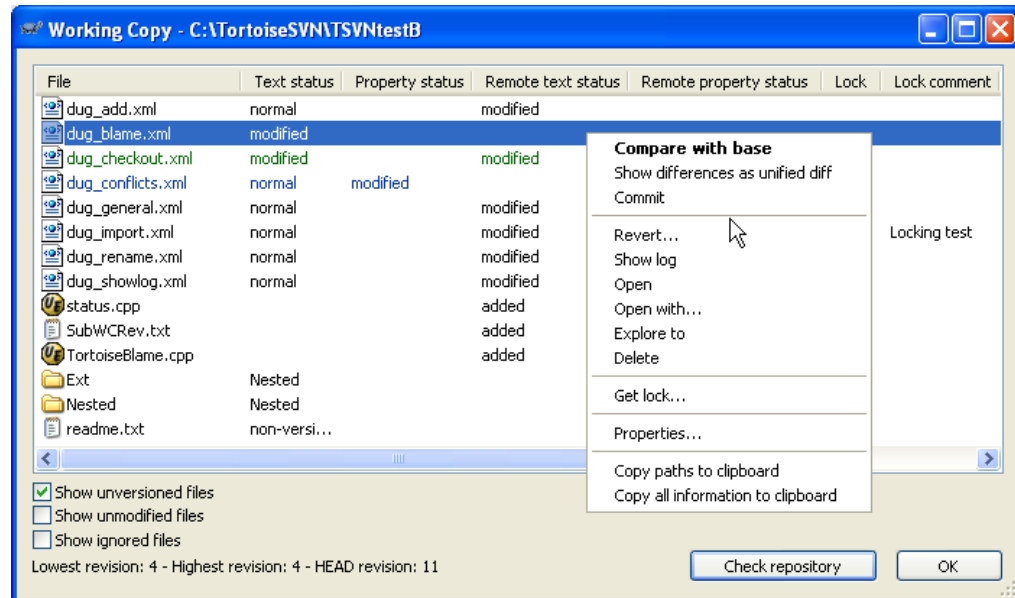 Working Copy - C:\TortoiseSVN\TSVNtestB
File Text status Property status Remote text status Remote property status Lock Lock comment
dug_add.xml normal modified
dug_blame.xml modified
dug_checkout.xml modified modified
dug_conflicts.xml normal modified
dug_general.xml normal modified
dug_import.xml normal modified Locking test
dug_rename.xml normal modified
dug_showlog.xml normal modified
status.cpp added
SubWCRev.txt added
TortoiseBlame.cpp added
Ext Nested
Nested Nested
readme.txt non-versi...
Compare with base
Show differences as unified diff
Commit
Revert...
Show log
Open
Open with...
Explore to
Delete
Get lock...
Properties...
Copy paths to clipboard
Copy all information to clipboard
Show unversioned files
Show unmodified files
Show ignored files
Lowest revision: 4 - Highest revision: 4 - HEAD revision: 11
Check repository
OK